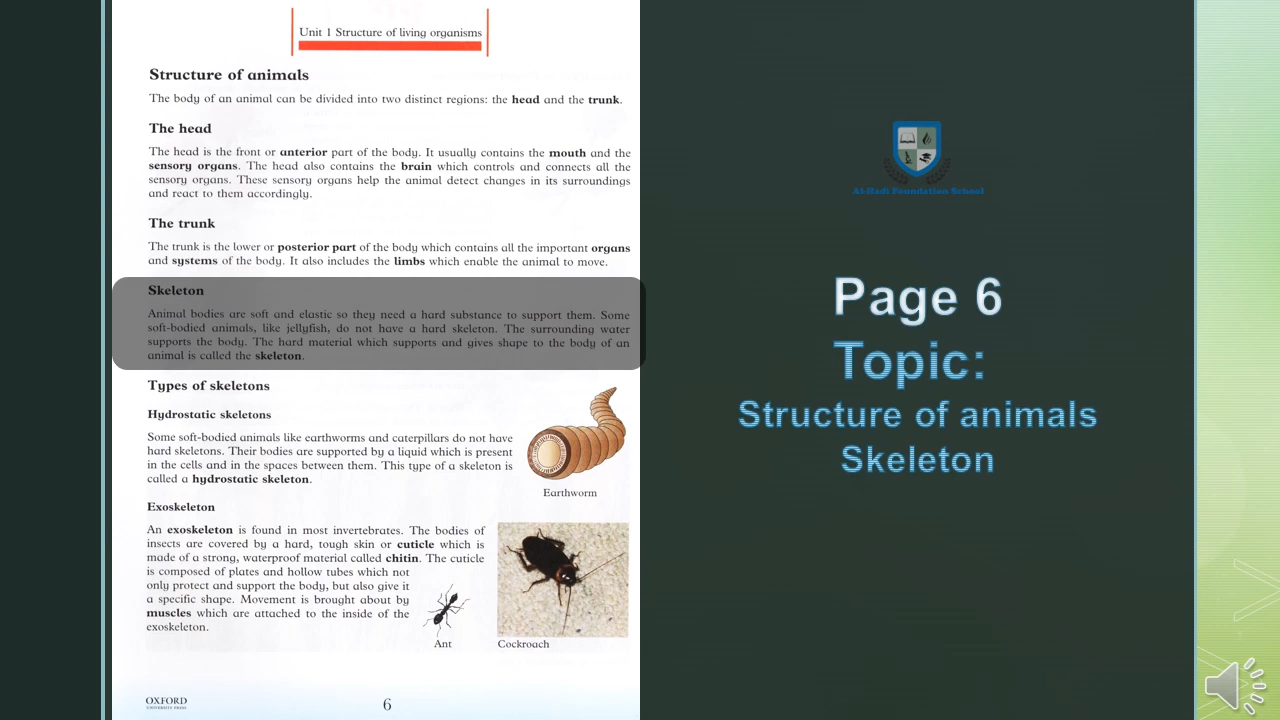 Unit 1 Structure of living organisms
Structure of animals
The body of an animal can be divided into two distinct regions: the head and the trunk.
The head
The head is the front or anterior part of the body. It usually contains the mouth and the
sensory organs. The head also contains the brain which controls and connects all the
sensory organs. These sensory organs help the animal detect changes in its surroundings
and react to them accordingly.
The trunk
The trunk is the lower or posterior part of the body which contains all the important organs
and systems of the body. It also includes the limbs which enable the animal to move.
Skeleton
Animal bodies are soft and elastic so they need a hard substance to support them. Some
soft-bodied animals, like jellyfish, do not have a hard skeleton. The surrounding water
supports the body. The hard material which supports and gives shape to the body of an
animal is called the skeleton.
Types of skeletons
Hydrostatic skeletons
Some soft-bodied animals like earthworms and caterpillars do not have
hard skeletons. Their bodies are supported by a liquid which is present
in the cells and in the spaces between them. This type of a skeleton is
called a hydrostatic skeleton.
Earthworm
Exoskeleton
An exoskeleton is found in most invertebrates. The bodies of
insects are covered by a hard, tough skin or cuticle which is
made of a strong, waterproof material called chitin. The cuticle
is composed of plates and hollow tubes which not
only protect and support the body, but also give it
a specific shape. Movement is brought about by
muscles which are attached to the inside of the
exoskeleton.
Ant
Cockroach
OXFORD
UNIVERSITY PRESS
6
Al-Hadi Foundation School
Page 6
Topic:
Structure of animals
Skeleton